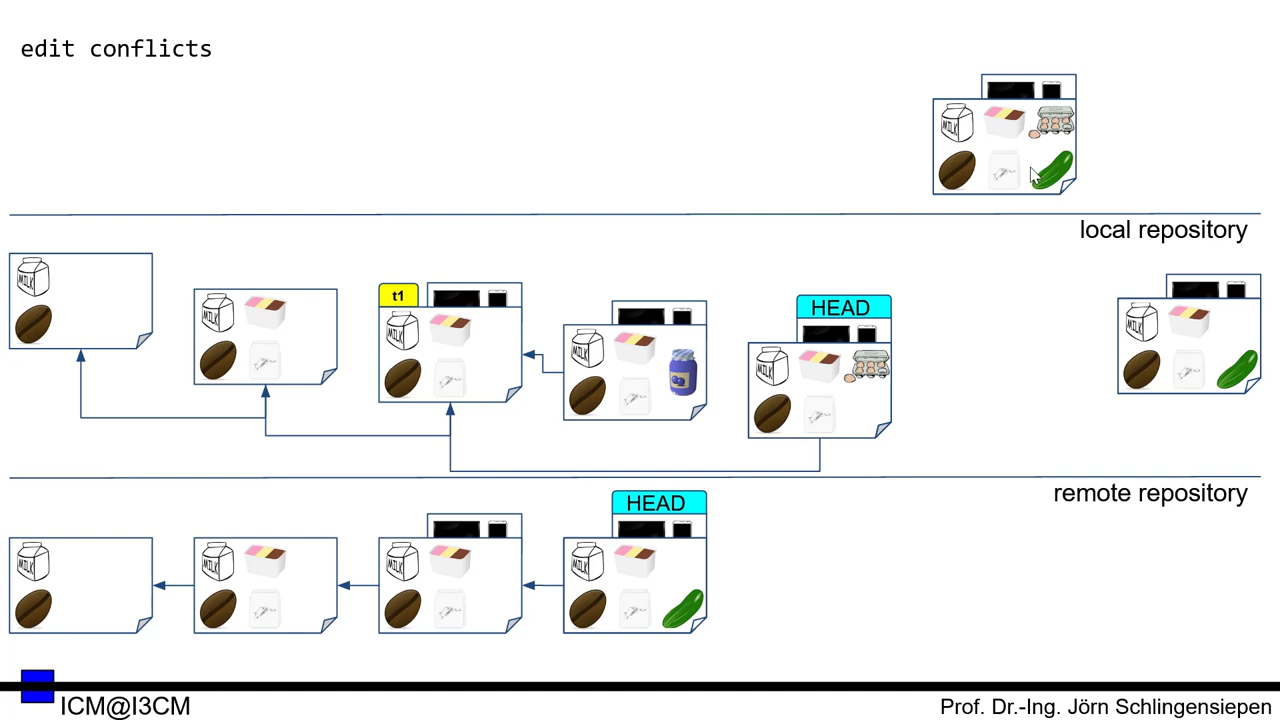 edit conflicts
MILK
local repository
MILK
MILK
t1
MILK
MILK
HEAD
MILK
MILK
remote repository
MILK
MILK
MILK
HEAD
MILK
ICM@I3CM
Prof. Dr.-Ing. Jörn Schlingensiepen